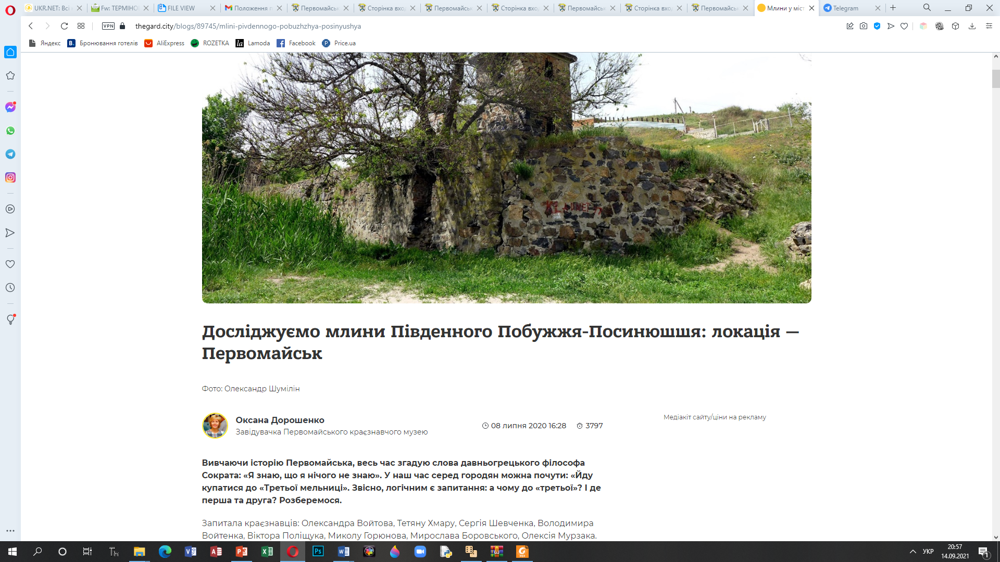 UKR.NET: Всі
Fw: ТЕРМІНО
FILE VIEW
Положення п
Первомайськ
Сторінка вхо
Первомайськ
Сторінка вхо
Первомайськ
Сторінка вхо
Первомайськ
Млини у міст
Telegram
VPN
thegard.city/blogs/89745/mlini-pivdennogo-pobuzhzhya-posinyushya
Яндекс
B. Бронювання готелів
AliExpress
ROZETKA
la Lamoda
Facebook
P Price.ua
Досліджуємо млини Південного Побужжя-Посинюшшя: локація —
Первомайськ
Фото: Олександр Шумілін
Оксана Дорошенко
Завідувачка Первомайського краєзнавчого музею
08 липня 2020 16:28
3797
Медіакіт сайту/ціни на рекламу
Вивчаючи історію Первомайська, весь час згадую слова давньогрецького філософа
Сократа: «Я знаю, що я нічого не знаю». У наш час серед городян можна почути: «Йду
купатися до «Третьої мельниці». Звісно, логічним є запитання: а чому до «третьої»? І де
перша та друга? Розберемося.
Запитала краєзнавців: Олександра Войтова, Тетяну Хмару, Сергія Шевченка, Володимира
Войтенка, Віктора Поліщука, Миколу Горюнова, Мирослава Боровського, Олексія Мурзака.
Ps
УКР
20:57
14.09.2021
1